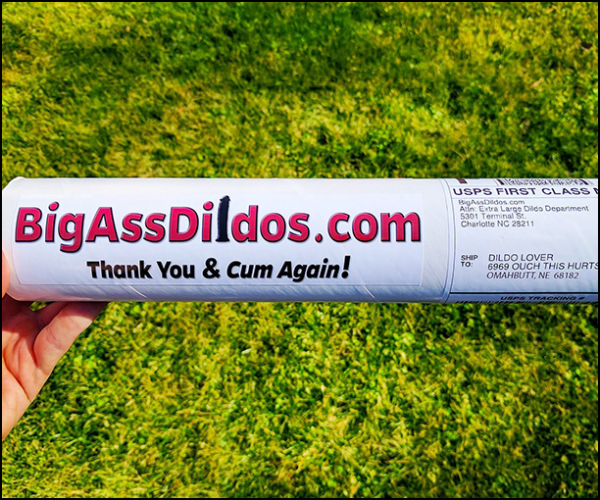 BigAssDildos.com
Thank You & Cum Again!
USPS FIRST CLASS
BigAssDildos.com
Attn: Extra Large Dildo Department
5301 Terminal St.
Charlotte NC 28211
SHIP TO:
DILDO LOVER
6969 OUCH THIS HURTS
OMAHBUTT, NE 68182
USPS TRACKING #